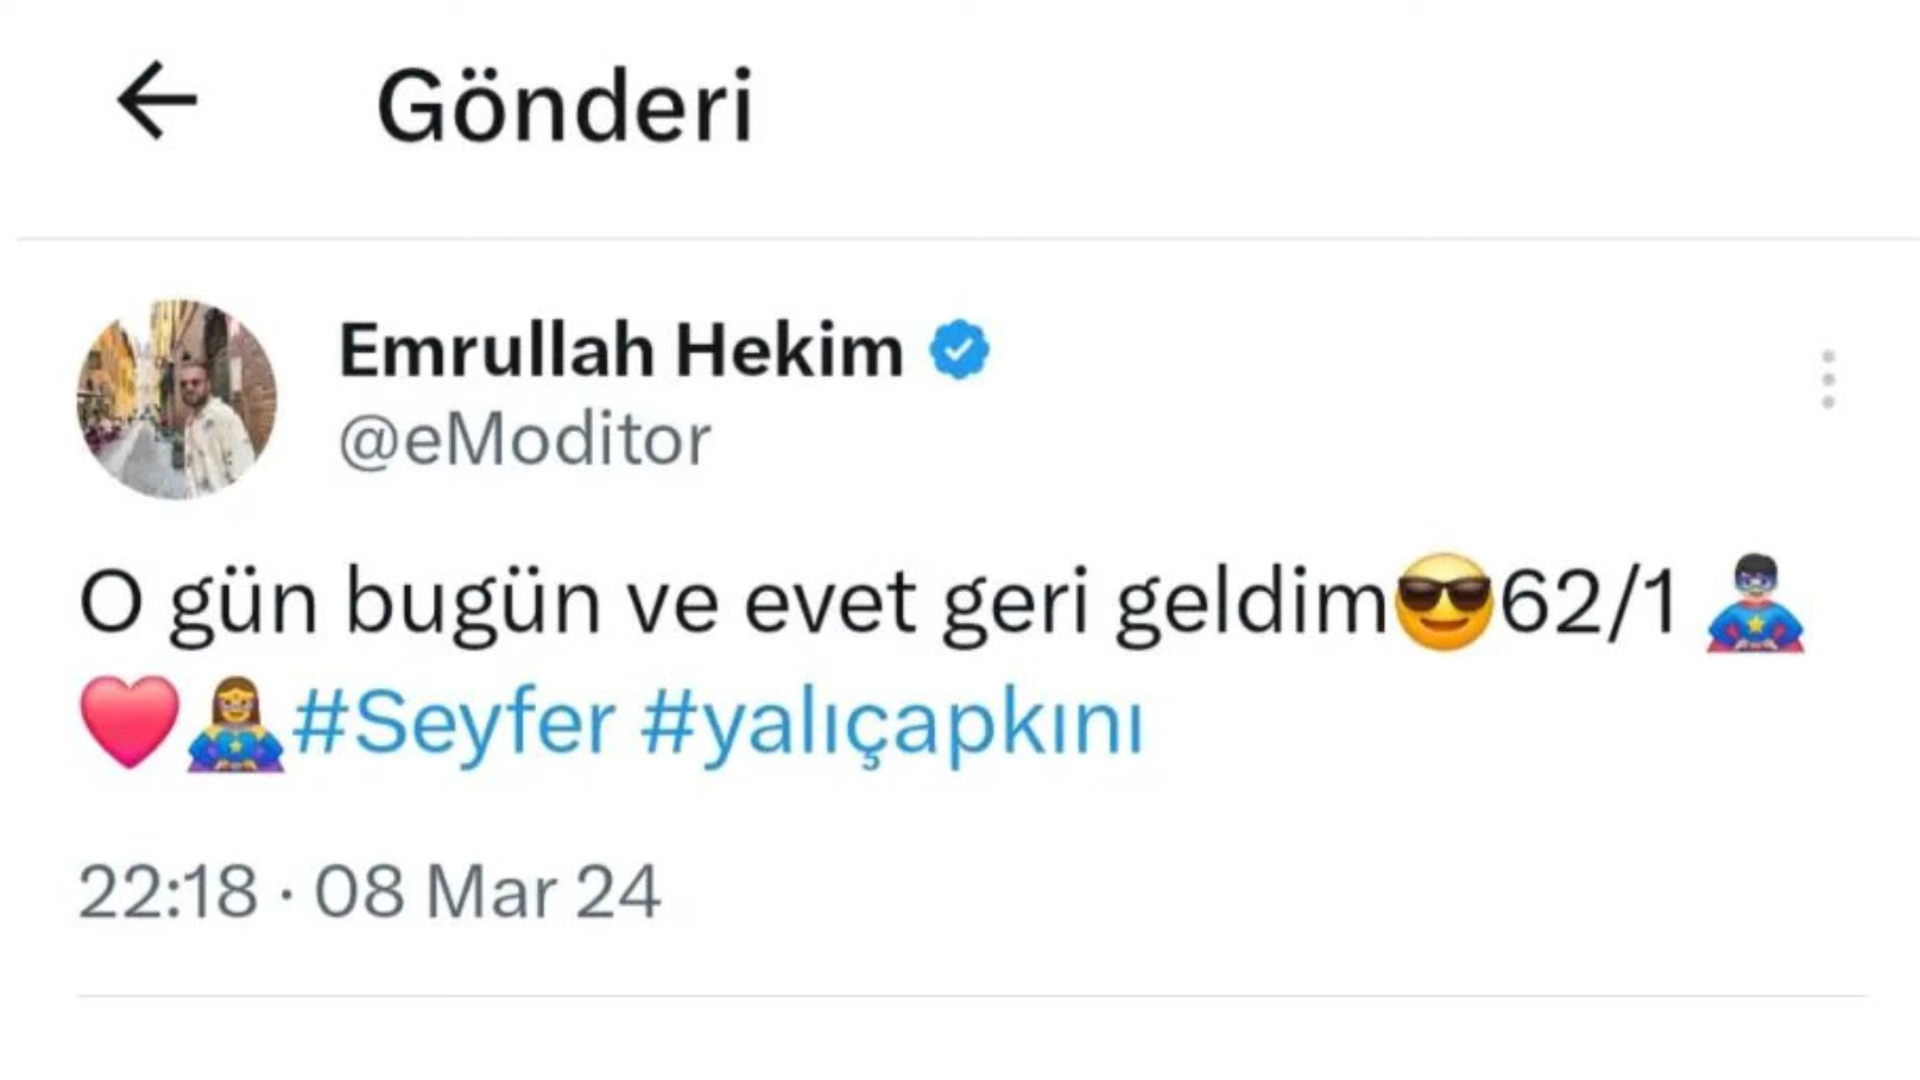 Gönderi
Emrullah Hekim
@eModitor
O gün bugün ve evet geri geldim😎62/1 🦸🏻‍♂️
❤️🦸🏼‍♀️#Seyfer #yalıçapkını
22:18 · 08 Mar 24